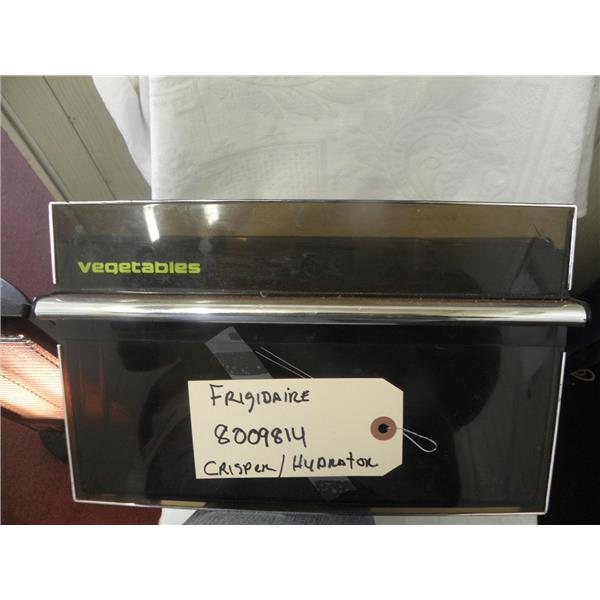 vegetables
FRIGIDAIRE
8009814
CRISPER/HYDRATOR